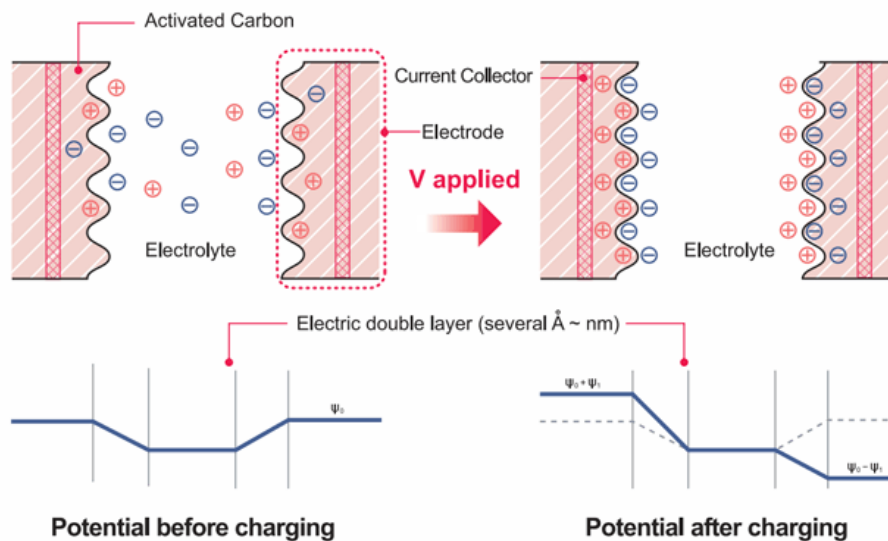 Activated Carbon
Current Collector
Electrode
V applied
Electrolyte
Electrolyte
Electric double layer (several Å ~ nm)
Ψ₀
Ψ₀+Ψ₁
Ψ₀−Ψ₁
Potential before charging
Potential after charging